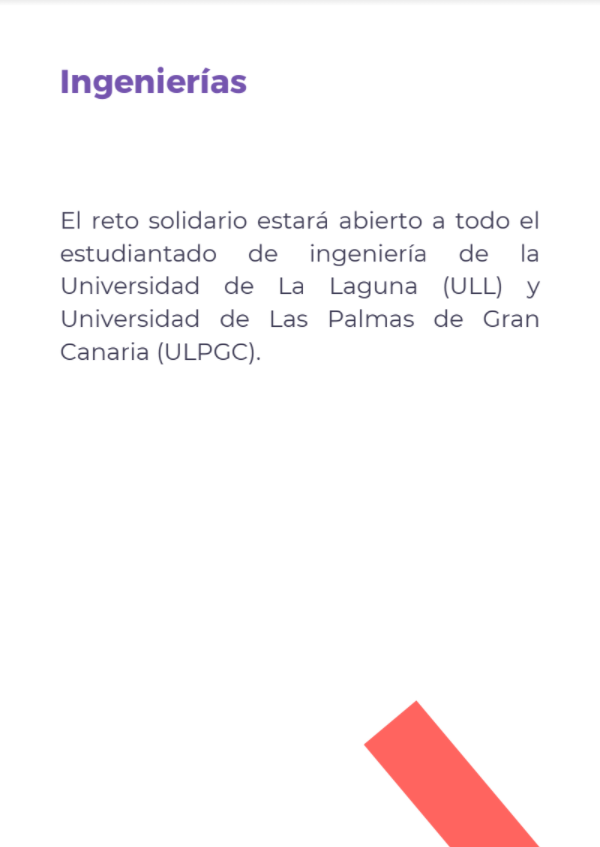 Ingenierías
El reto solidario estará abierto a todo el
estudiantado de ingeniería de la
Universidad de La Laguna (ULL) y
Universidad de Las Palmas de Gran
Canaria (ULPGC).